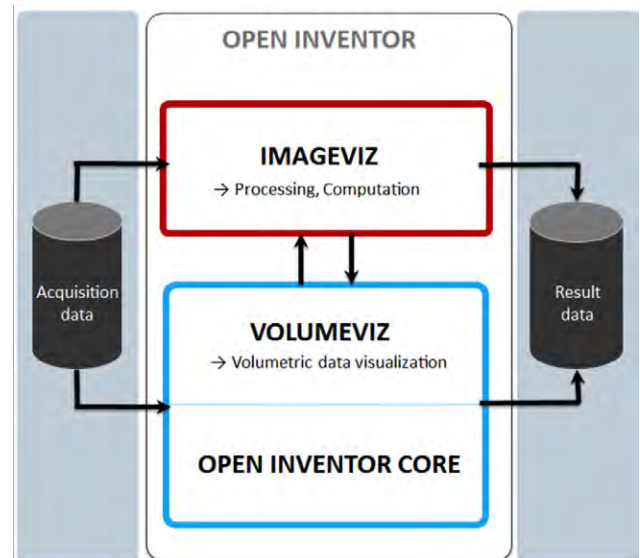 OPEN INVENTOR
IMAGEVIZ
→ Processing, Computation
Acquisition
data
Result
data
VOLUMEVIZ
→ Volumetric data visualization
OPEN INVENTOR CORE